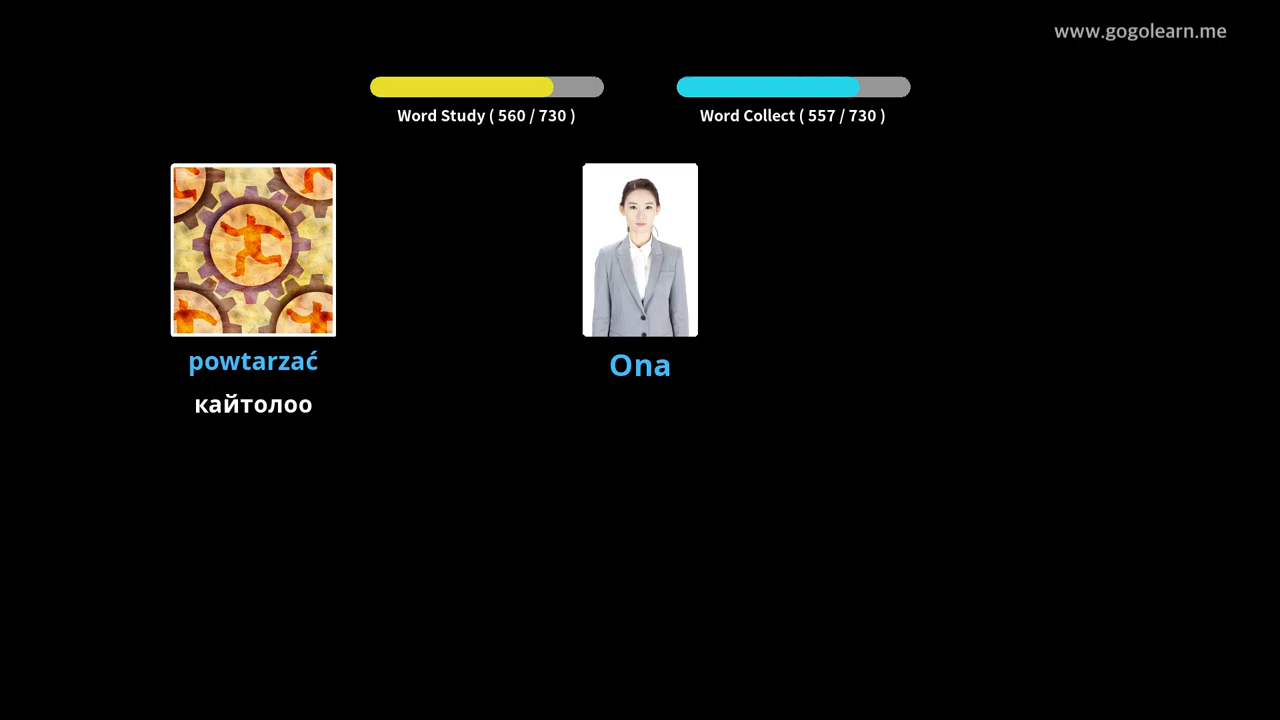 www.gogolearn.me
Word Study ( 560 / 730 )
Word Collect ( 557 / 730 )
powtarzać
кайтолоо
Ona